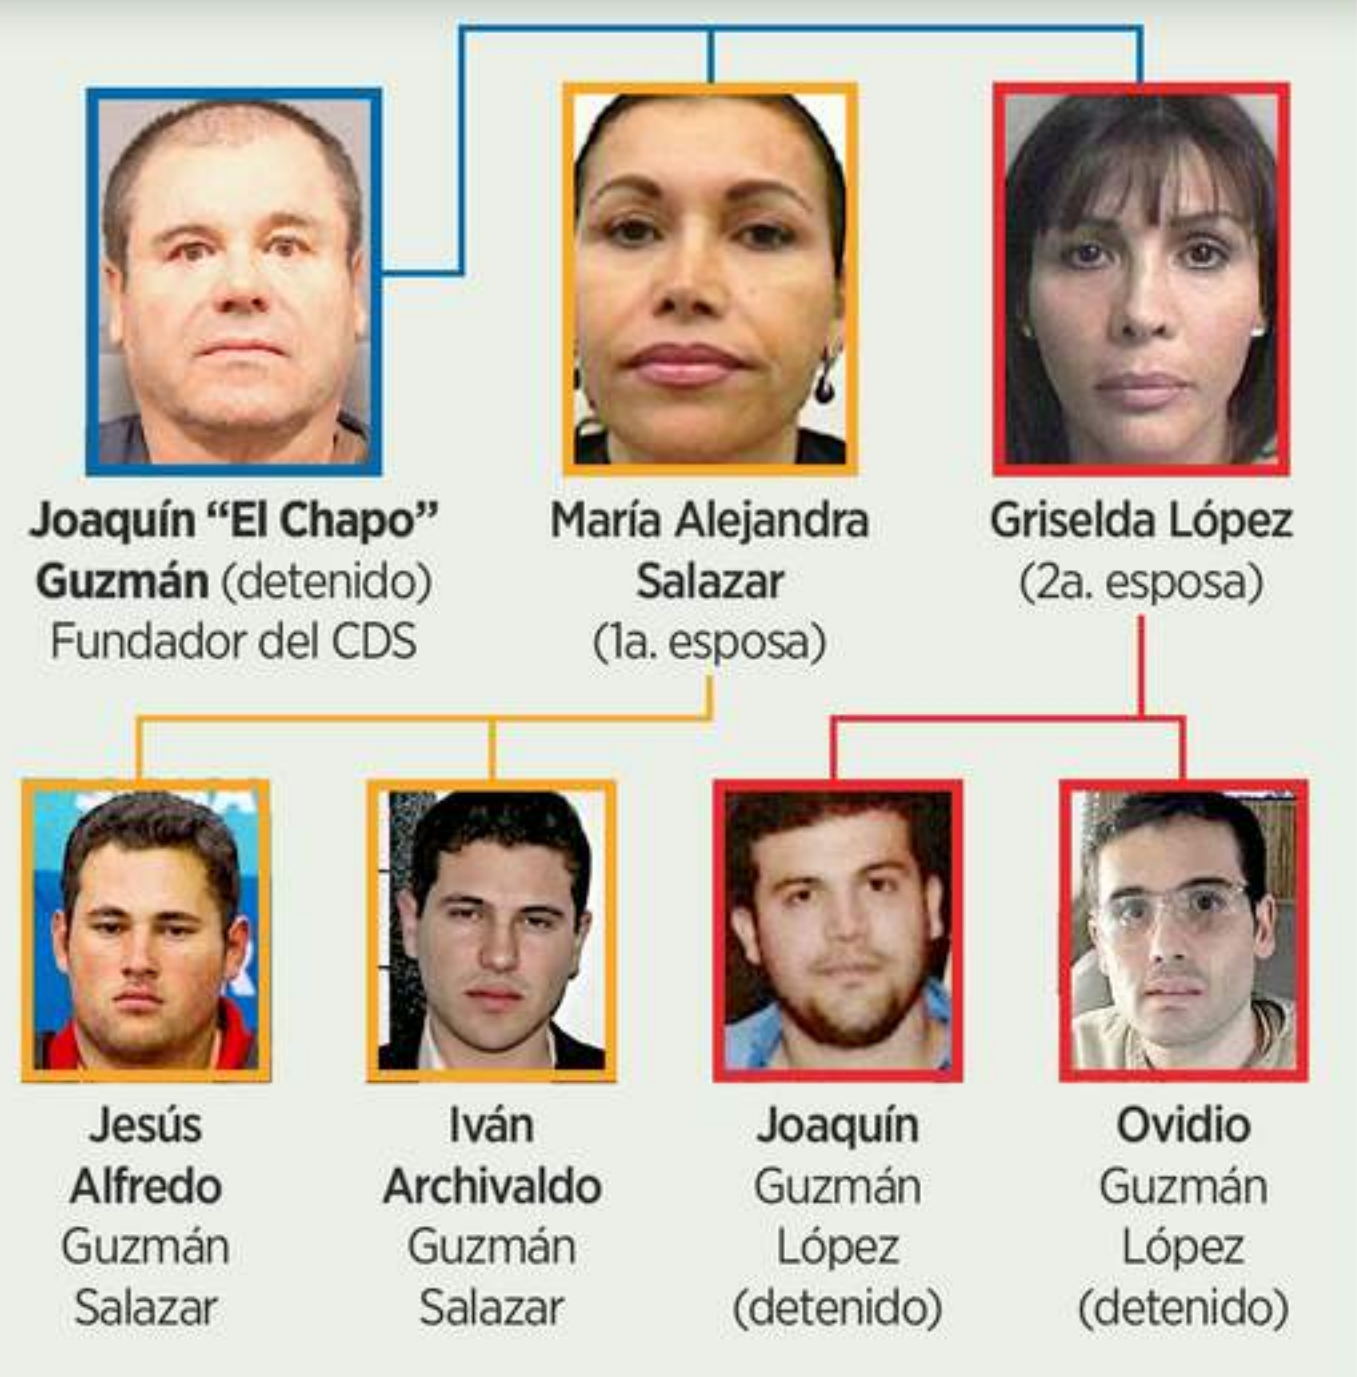 Joaquín “El Chapo”
Guzmán (detenido)
Fundador del CDS
María Alejandra
Salazar
(1a. esposa)
Griselda López
(2a. esposa)
Jesús
Alfredo
Guzmán
Salazar
Iván
Archivaldo
Guzmán
Salazar
Joaquín
Guzmán
López
(detenido)
Ovidio
Guzmán
López
(detenido)